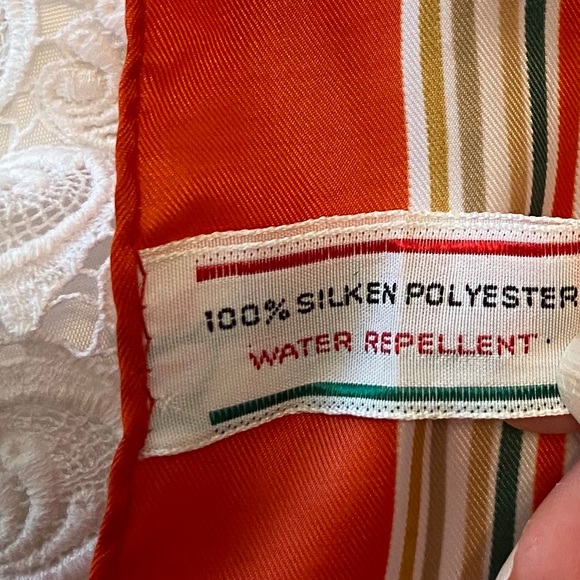 100% SILKEN POLYESTER
WATER REPELLENT